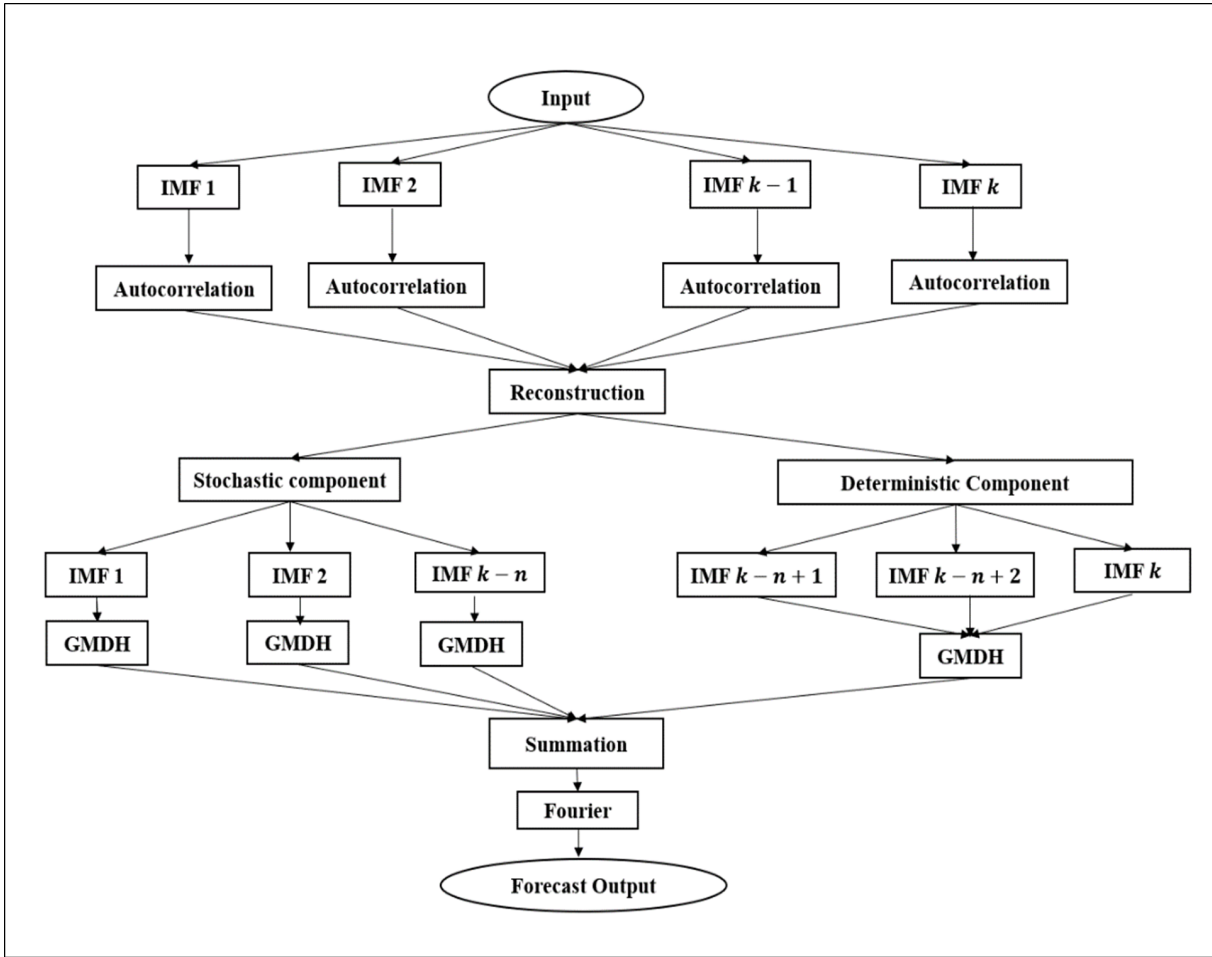 Input
IMF 1
IMF 2
IMF k − 1
IMF k
Autocorrelation
Autocorrelation
Autocorrelation
Autocorrelation
Reconstruction
Stochastic component
Deterministic Component
IMF 1
IMF 2
IMF k − n
IMF k − n + 1
IMF k − n + 2
IMF k
GMDH
GMDH
GMDH
GMDH
Summation
Fourier
Forecast Output